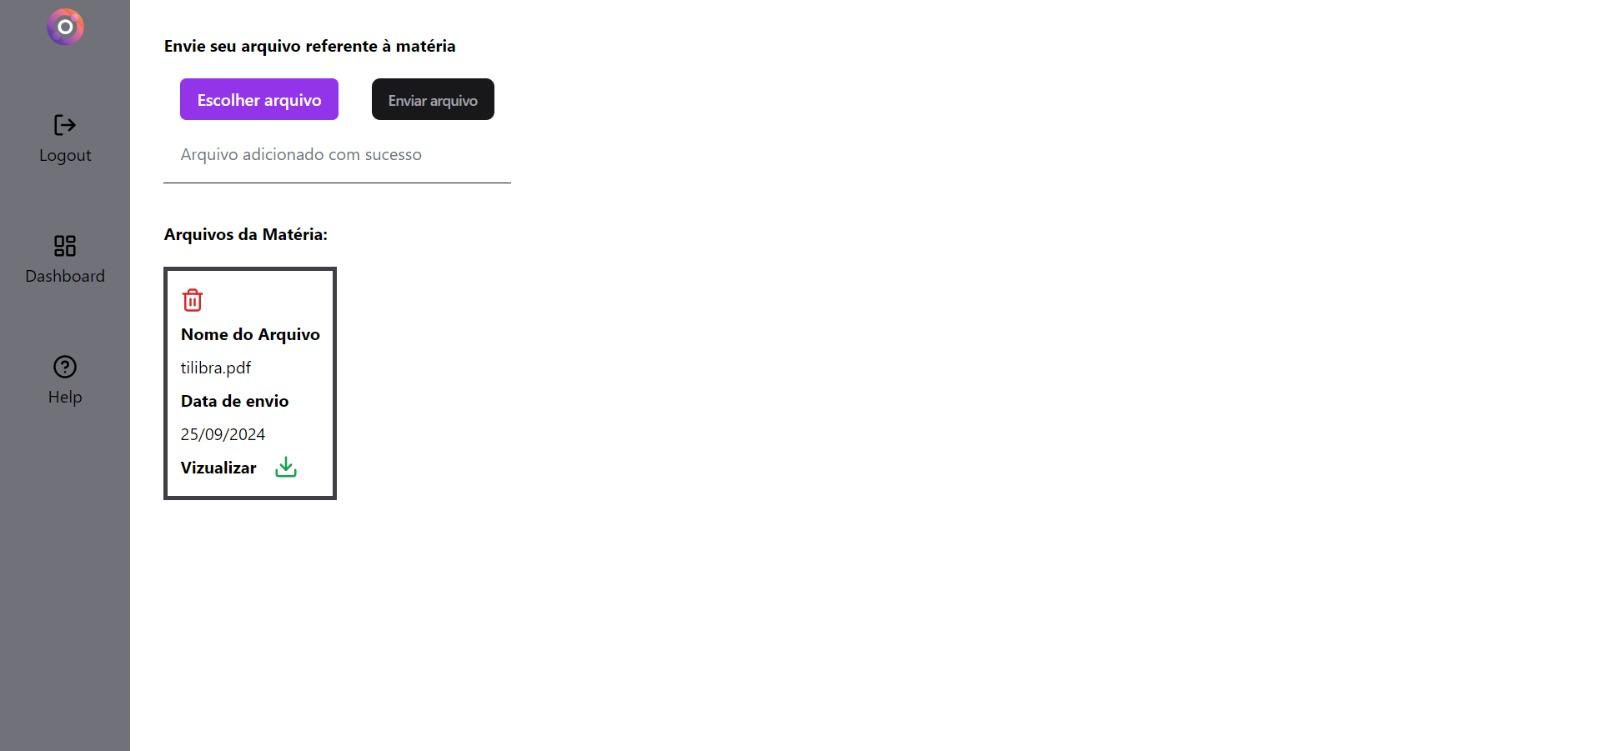 Logout
Dashboard
Help
Envie seu arquivo referente à matéria
Escolher arquivo
Enviar arquivo
Arquivo adicionado com sucesso
Arquivos da Matéria:
Nome do Arquivo
tilibra.pdf
Data de envio
25/09/2024
Vizualizar